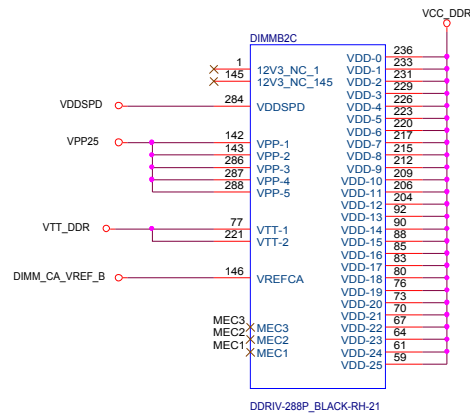 VCC_DDR
DIMMB2C
1 12V3_NC_1
145 12V3_NC_145
VDDSPD 284 VDDSPD
VPP25 142 VPP-1
143 VPP-2
286 VPP-3
287 VPP-4
288 VPP-5
VTT_DDR 77 VTT-1
221 VTT-2
DIMM_CA_VREF_B 146 VREFCA
MEC3 MEC3
MEC2 MEC2
MEC1 MEC1
VDD-0 236
VDD-1 233
VDD-2 231
VDD-3 229
VDD-4 226
VDD-5 223
VDD-6 220
VDD-7 217
VDD-8 215
VDD-9 212
VDD-10 209
VDD-11 206
VDD-12 204
VDD-13 92
VDD-14 90
VDD-15 88
VDD-16 85
VDD-17 83
VDD-18 80
VDD-19 76
VDD-20 73
VDD-21 70
VDD-22 67
VDD-23 64
VDD-24 61
VDD-25 59
DDRIV-288P_BLACK-RH-21